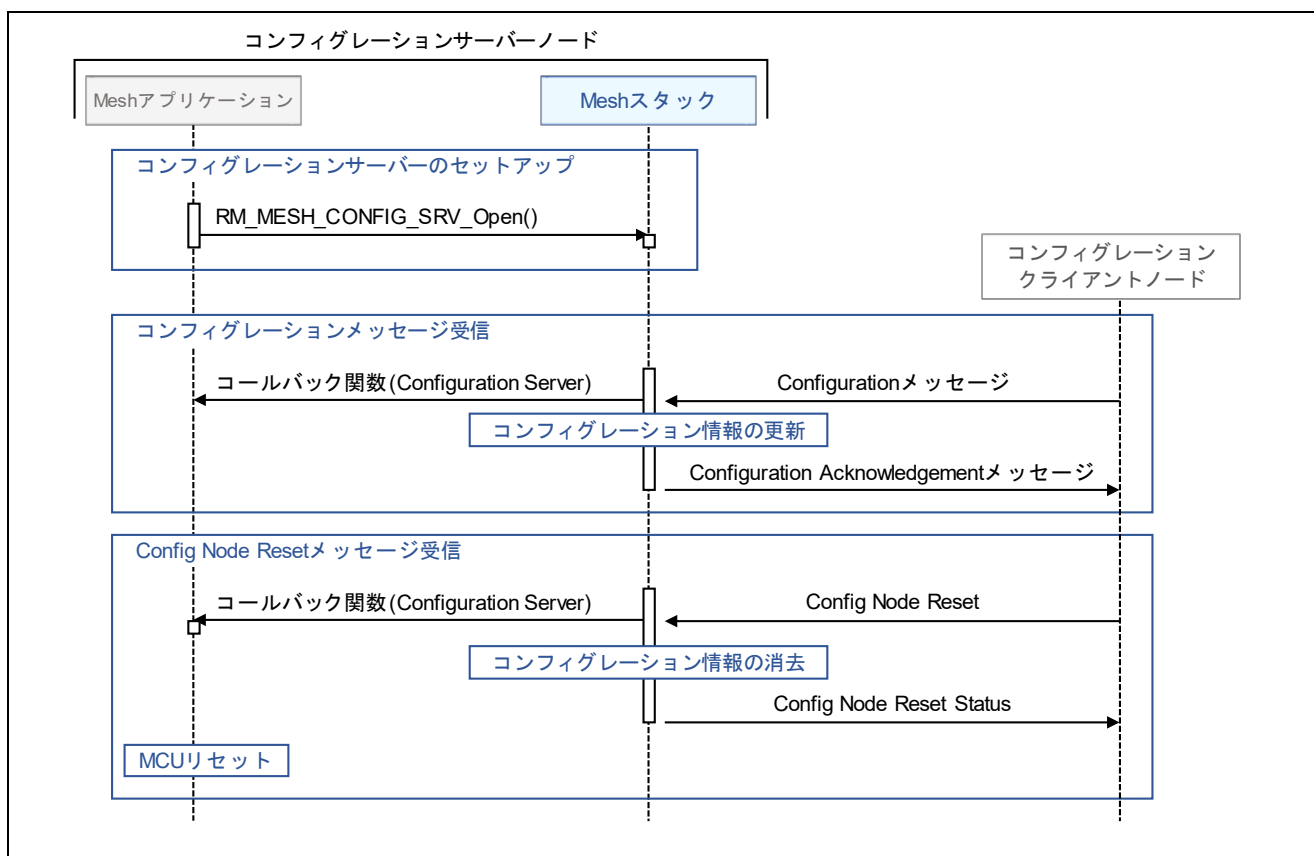 コンフィグレーションサーバーノード
Meshアプリケーション
Meshスタック
コンフィグレーションサーバーのセットアップ
RM_MESH_CONFIG_SRV_Open()
コンフィグレーション
クライアントノード
コンフィグレーションメッセージ受信
コールバック関数(Configuration Server)
Configurationメッセージ
コンフィグレーション情報の更新
Configuration Acknowledgementメッセージ
Config Node Resetメッセージ受信
コールバック関数(Configuration Server)
Config Node Reset
コンフィグレーション情報の消去
Config Node Reset Status
MCUリセット